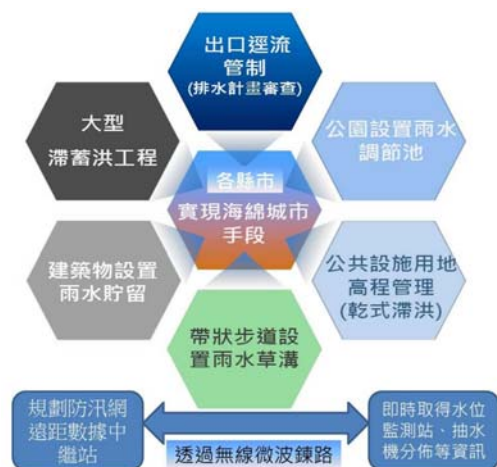 出口逕流
管制
(排水計畫審查)
大型
滯蓄洪工程
公園設置雨水
調節池
各縣市
實現海綿城市
手段
建築物設置
雨水貯留
公共設施用地
高程管理
(乾式滯洪)
帶狀步道設
置雨水草溝
規劃防汛網
遠距數據中
繼站
透過無線微波鍊路
即時取得水位
監測站、抽水
機分佈等資訊